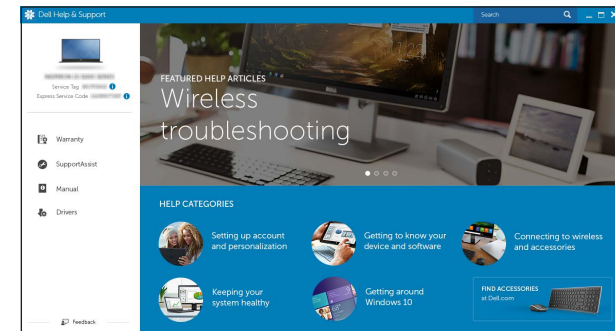 Dell Help & Support
Search
Service Tag
Express Service Code
Warranty
SupportAssist
Manual
Drivers
Feedback
FEATURED HELP ARTICLES
Wireless
troubleshooting
HELP CATEGORIES
Setting up account
and personalization
Getting to know your
device and software
Connecting to wireless
and accessories
Keeping your
system healthy
Getting around
Windows 10
FIND ACCESSORIES
at Dell.com